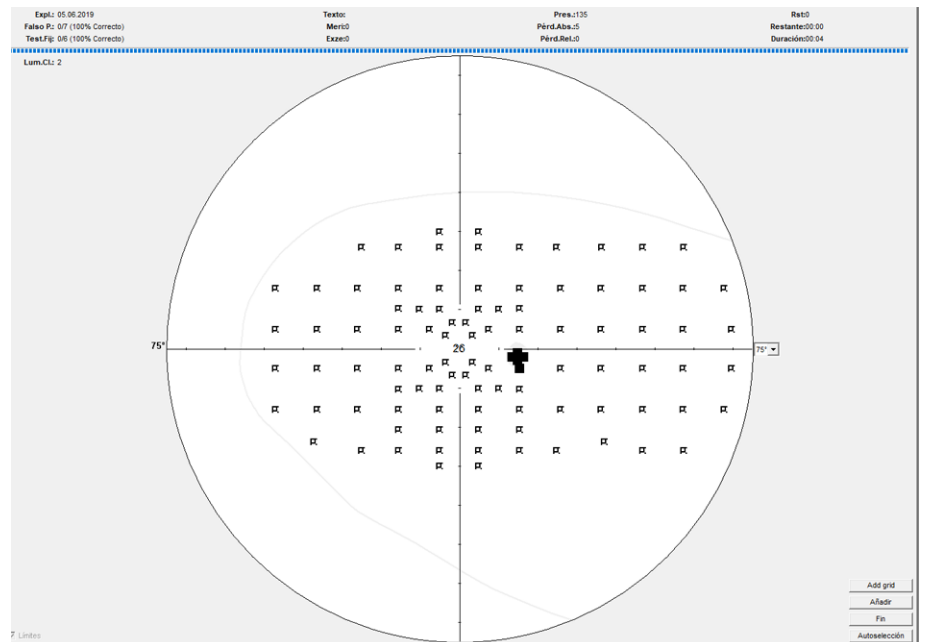 Expl.: 05.06.2019 Texto: Pres.:135 Rst:0
Falso P.: 0/7 (100% Correcto) Meri:0 Pérd.Abs.:5 Restante:00:00
Test.Fij: 0/6 (100% Correcto) Exze:0 Pérd.Rel.:0 Duración:00:04
Lum.Cl.: 2
75° 26 75°
Add grid
Añadir
Fin
Limites Autoselección